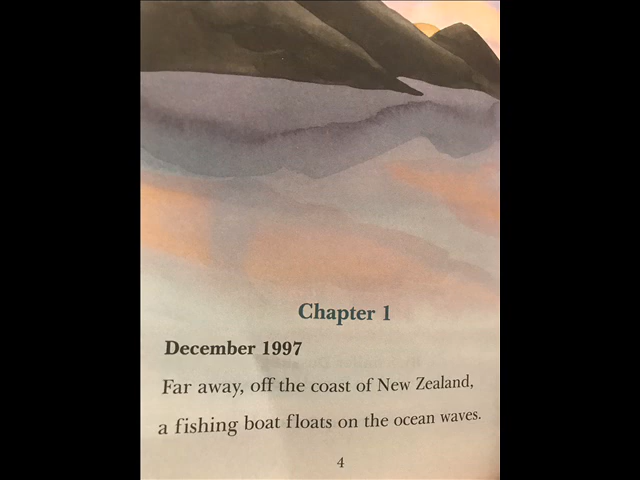 Chapter 1
December 1997
Far away, off the coast of New Zealand,
a fishing boat floats on the ocean waves.
4